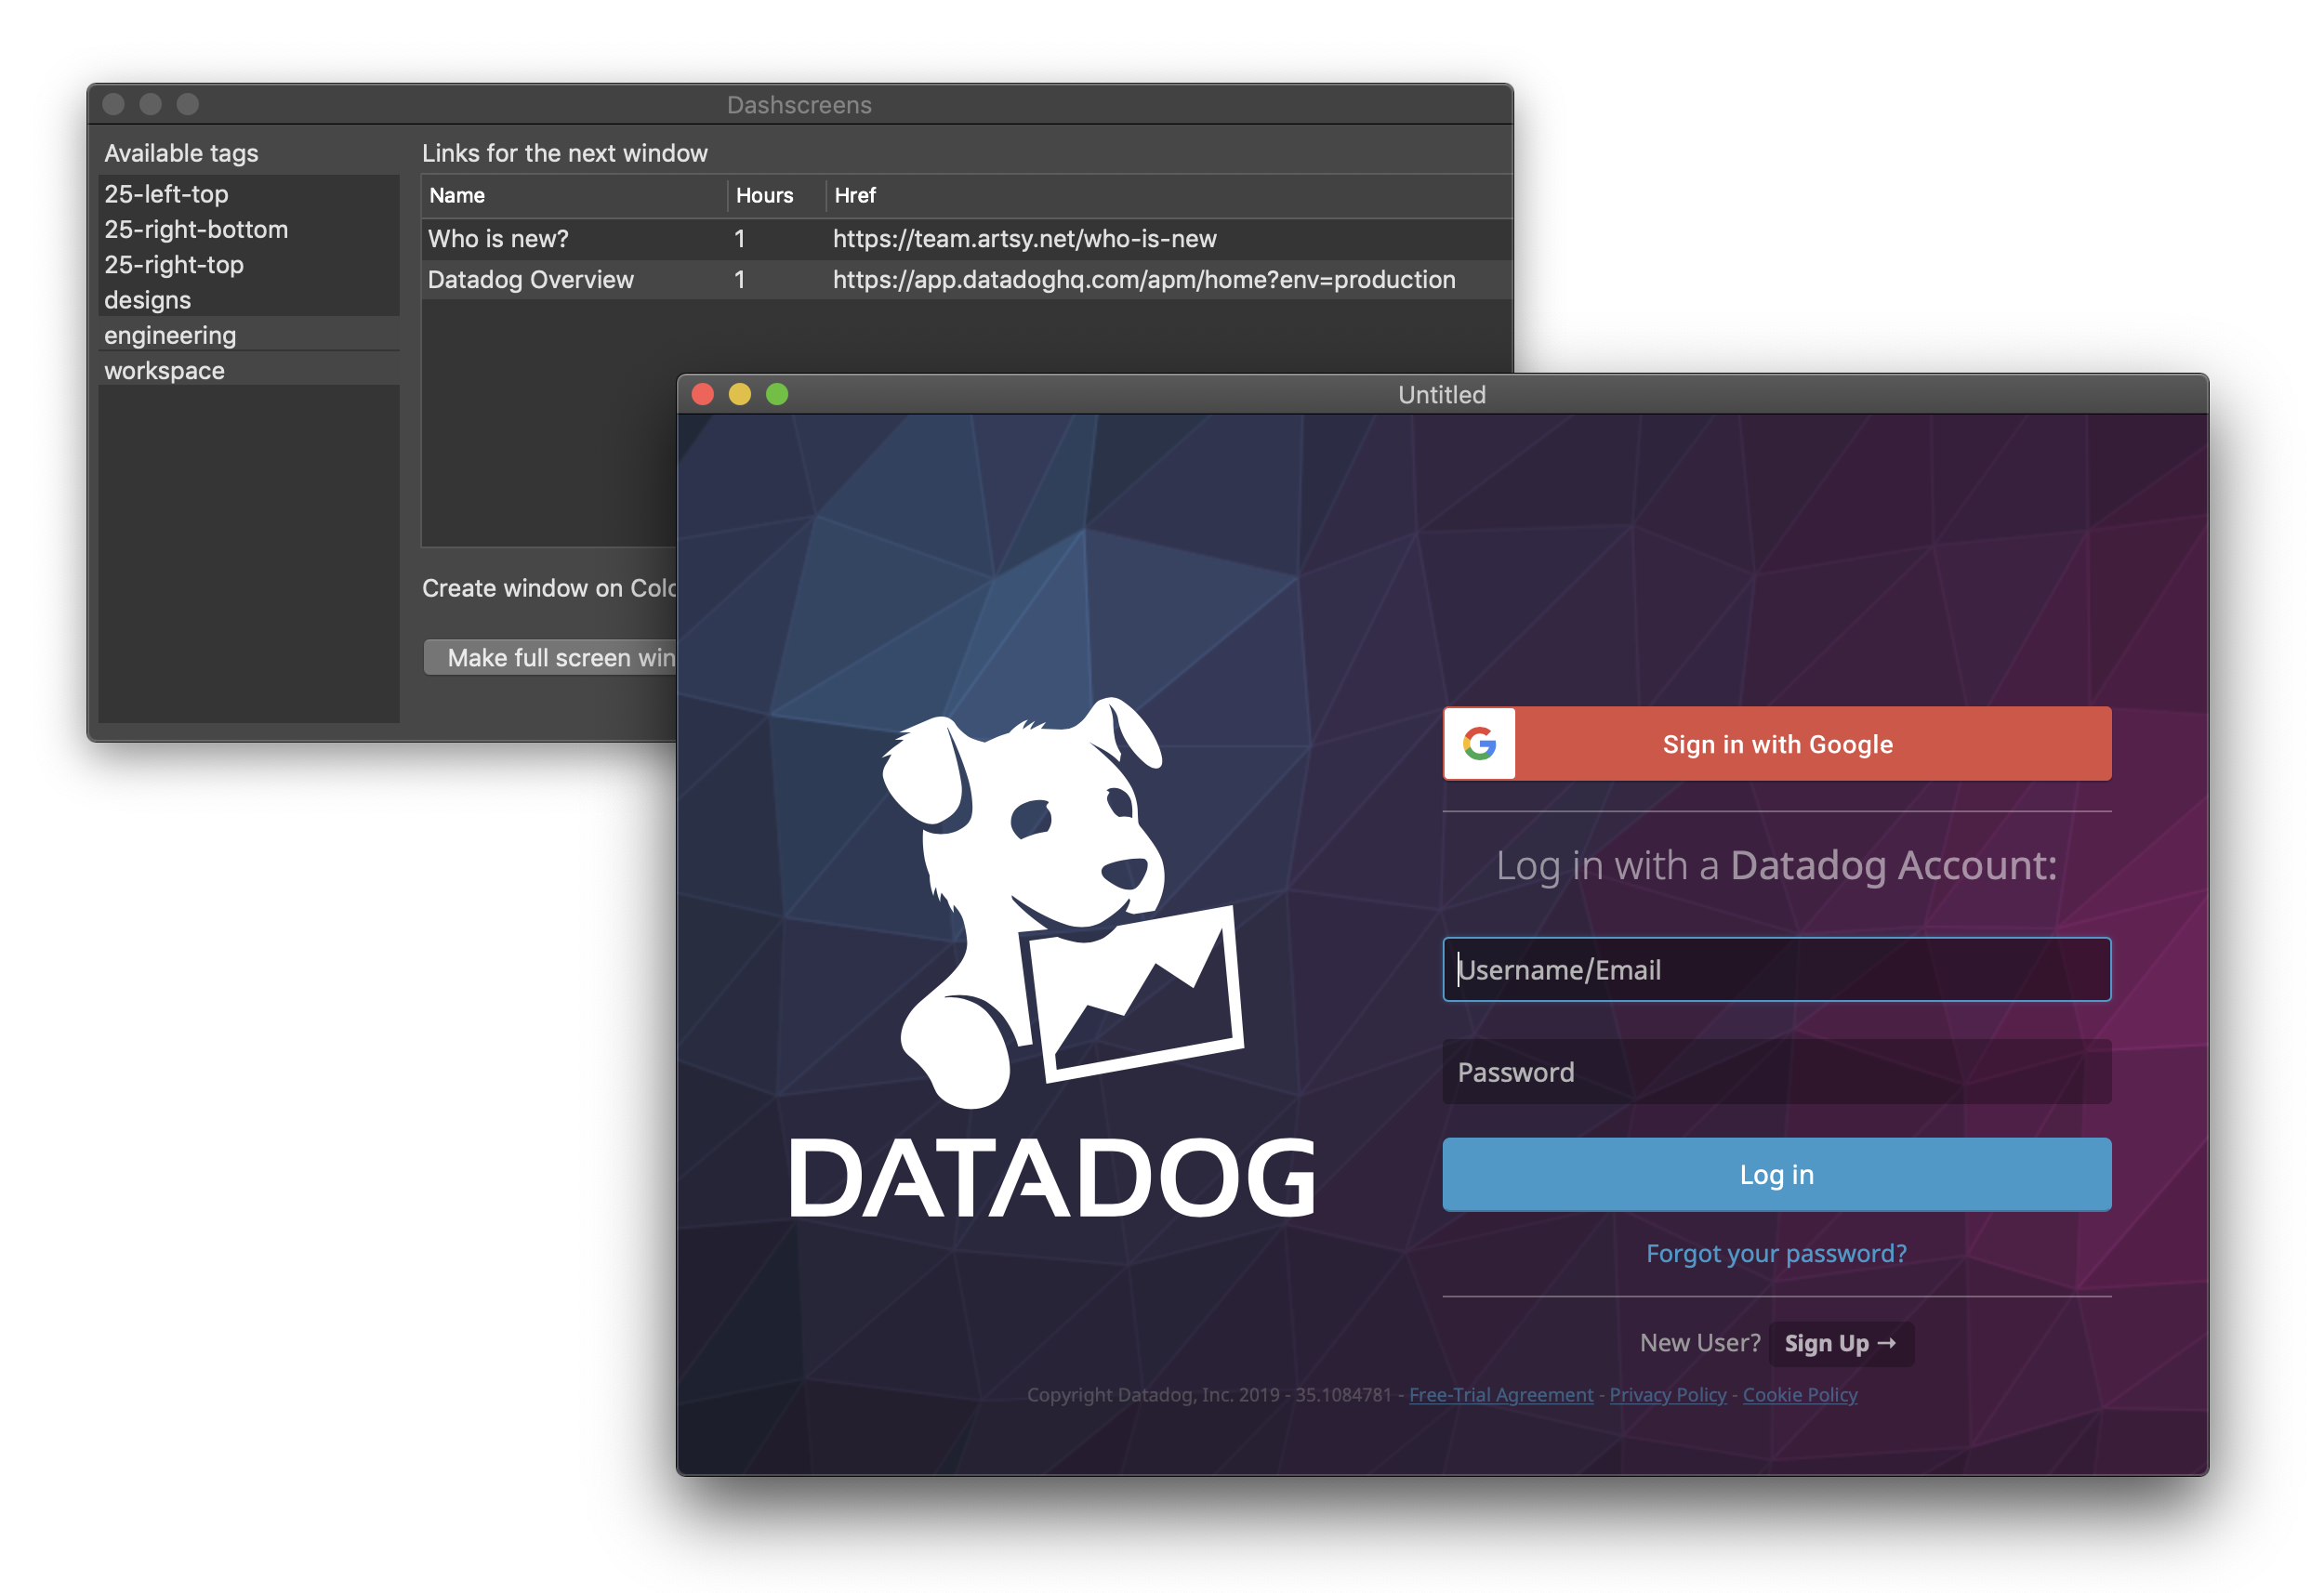 Dashscreens
Available tags
25-left-top
25-right-bottom
25-right-top
designs
engineering
workspace
Links for the next window
Name Hours Href
Who is new? 1 https://team.artsy.net/who-is-new
Datadog Overview 1 https://app.datadoghq.com/apm/home?env=production
Create window on
Make full screen
Untitled
DATADOG
Sign in with Google
Log in with a Datadog Account:
Username/Email
Password
Log in
Forgot your password?
New User? Sign Up →
Copyright Datadog, Inc. 2019 - 35.1084781 - Free-Trial Agreement - Privacy Policy - Cookie Policy